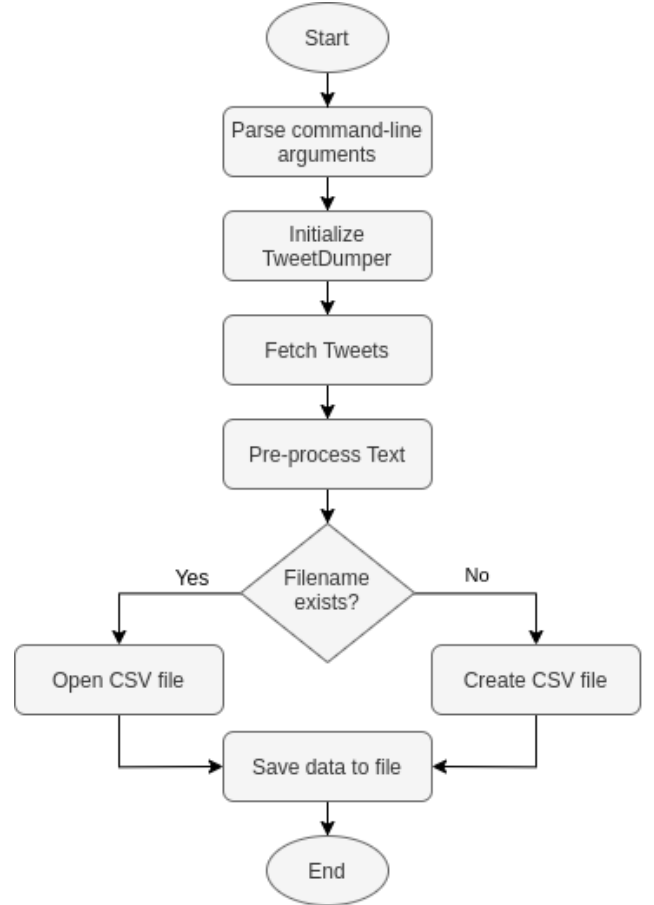 Start
Parse command-line
arguments
Initialize
TweetDumper
Fetch Tweets
Pre-process Text
Filename
exists?
Yes
No
Open CSV file
Create CSV file
Save data to file
End